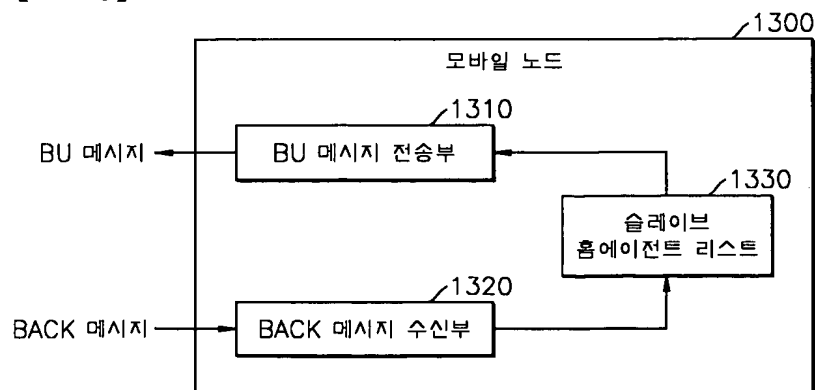 1300
모바일 노드
1310
BU 메시지
BU 메시지 전송부
1330
슬레이브
홈에이전트 리스트
1320
BACK 메시지
BACK 메시지 수신부